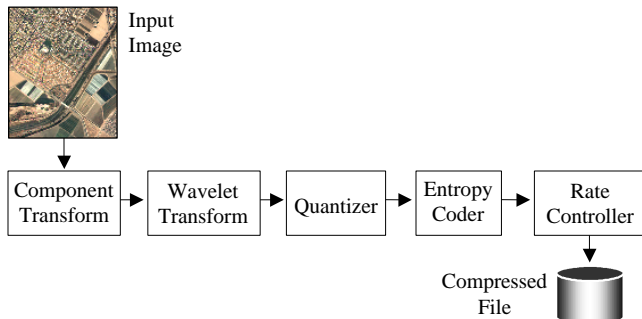 Input
Image
Component
Transform
Wavelet
Transform
Quantizer
Entropy
Coder
Rate
Controller
Compressed
File